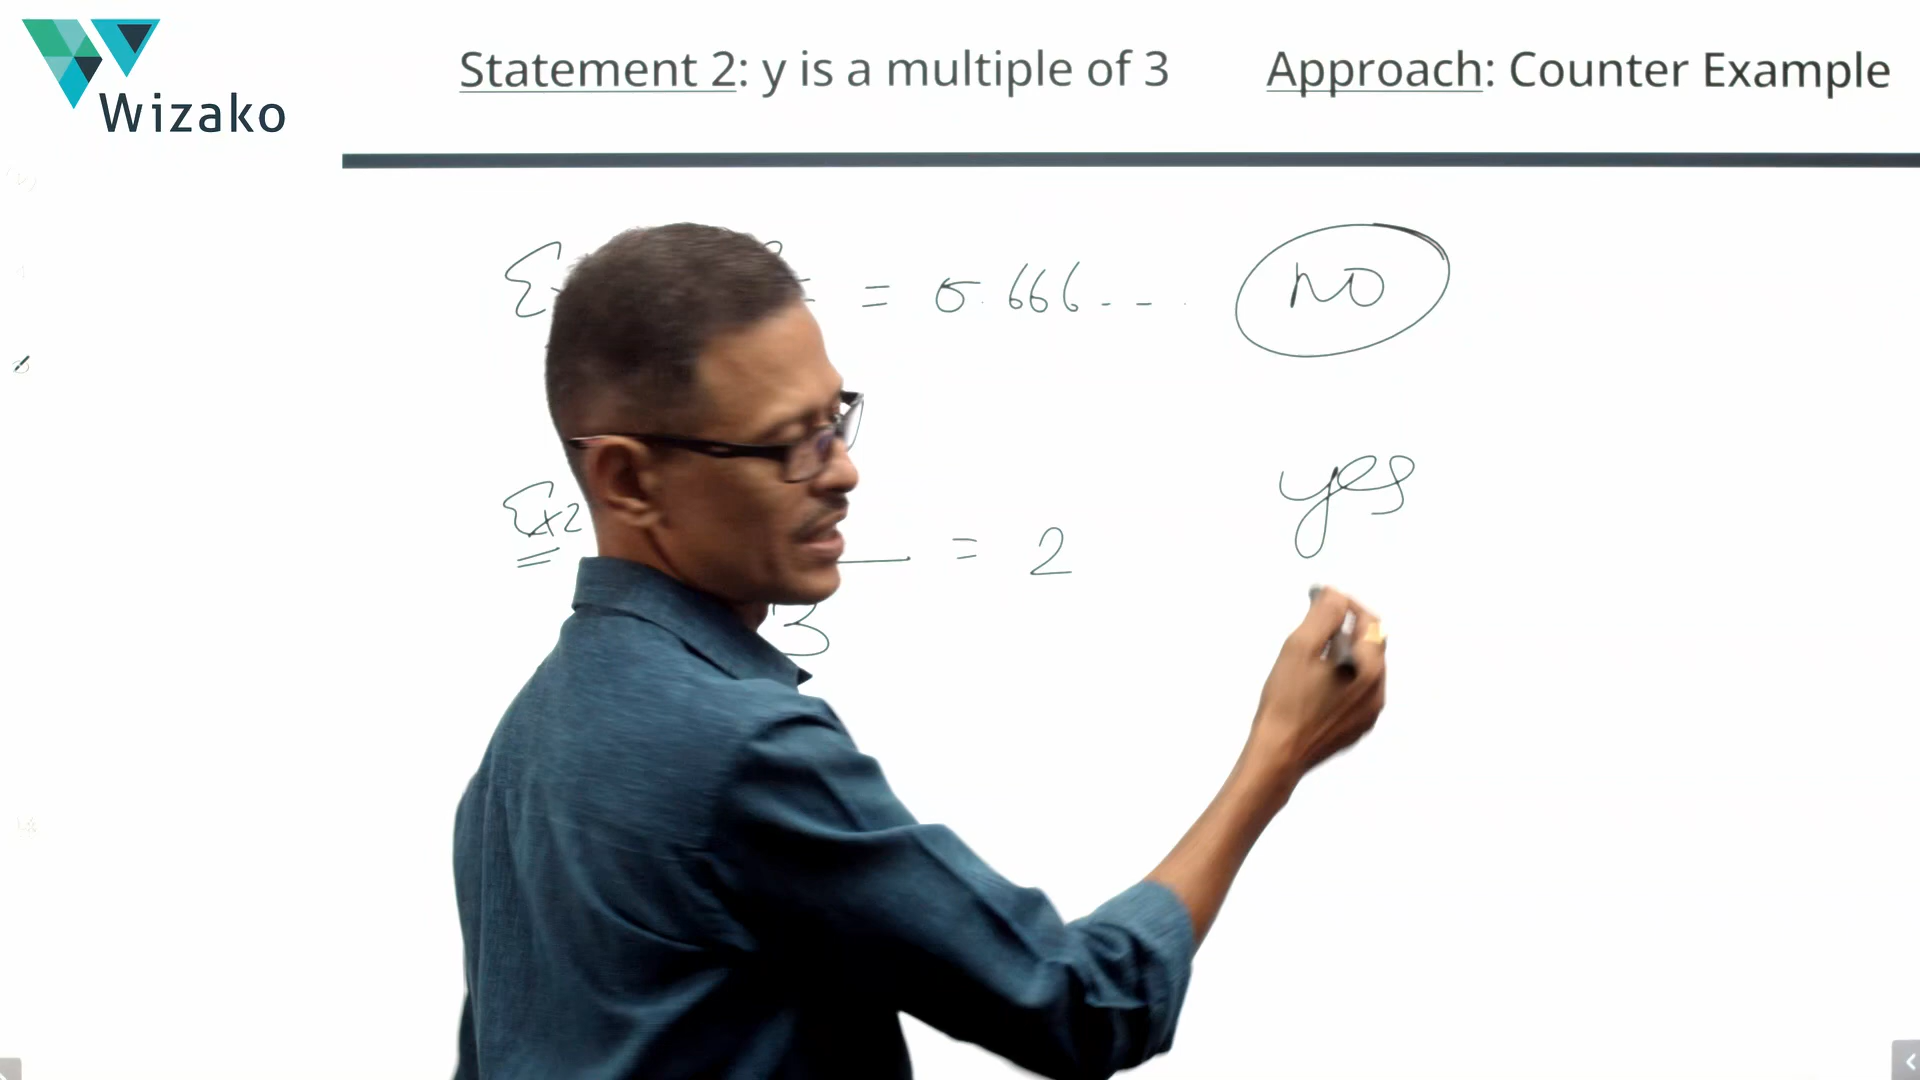 Wizako
Statement 2: y is a multiple of 3
Approach: Counter Example
= 0.666--- NO
Ex2
= 2
3
yes